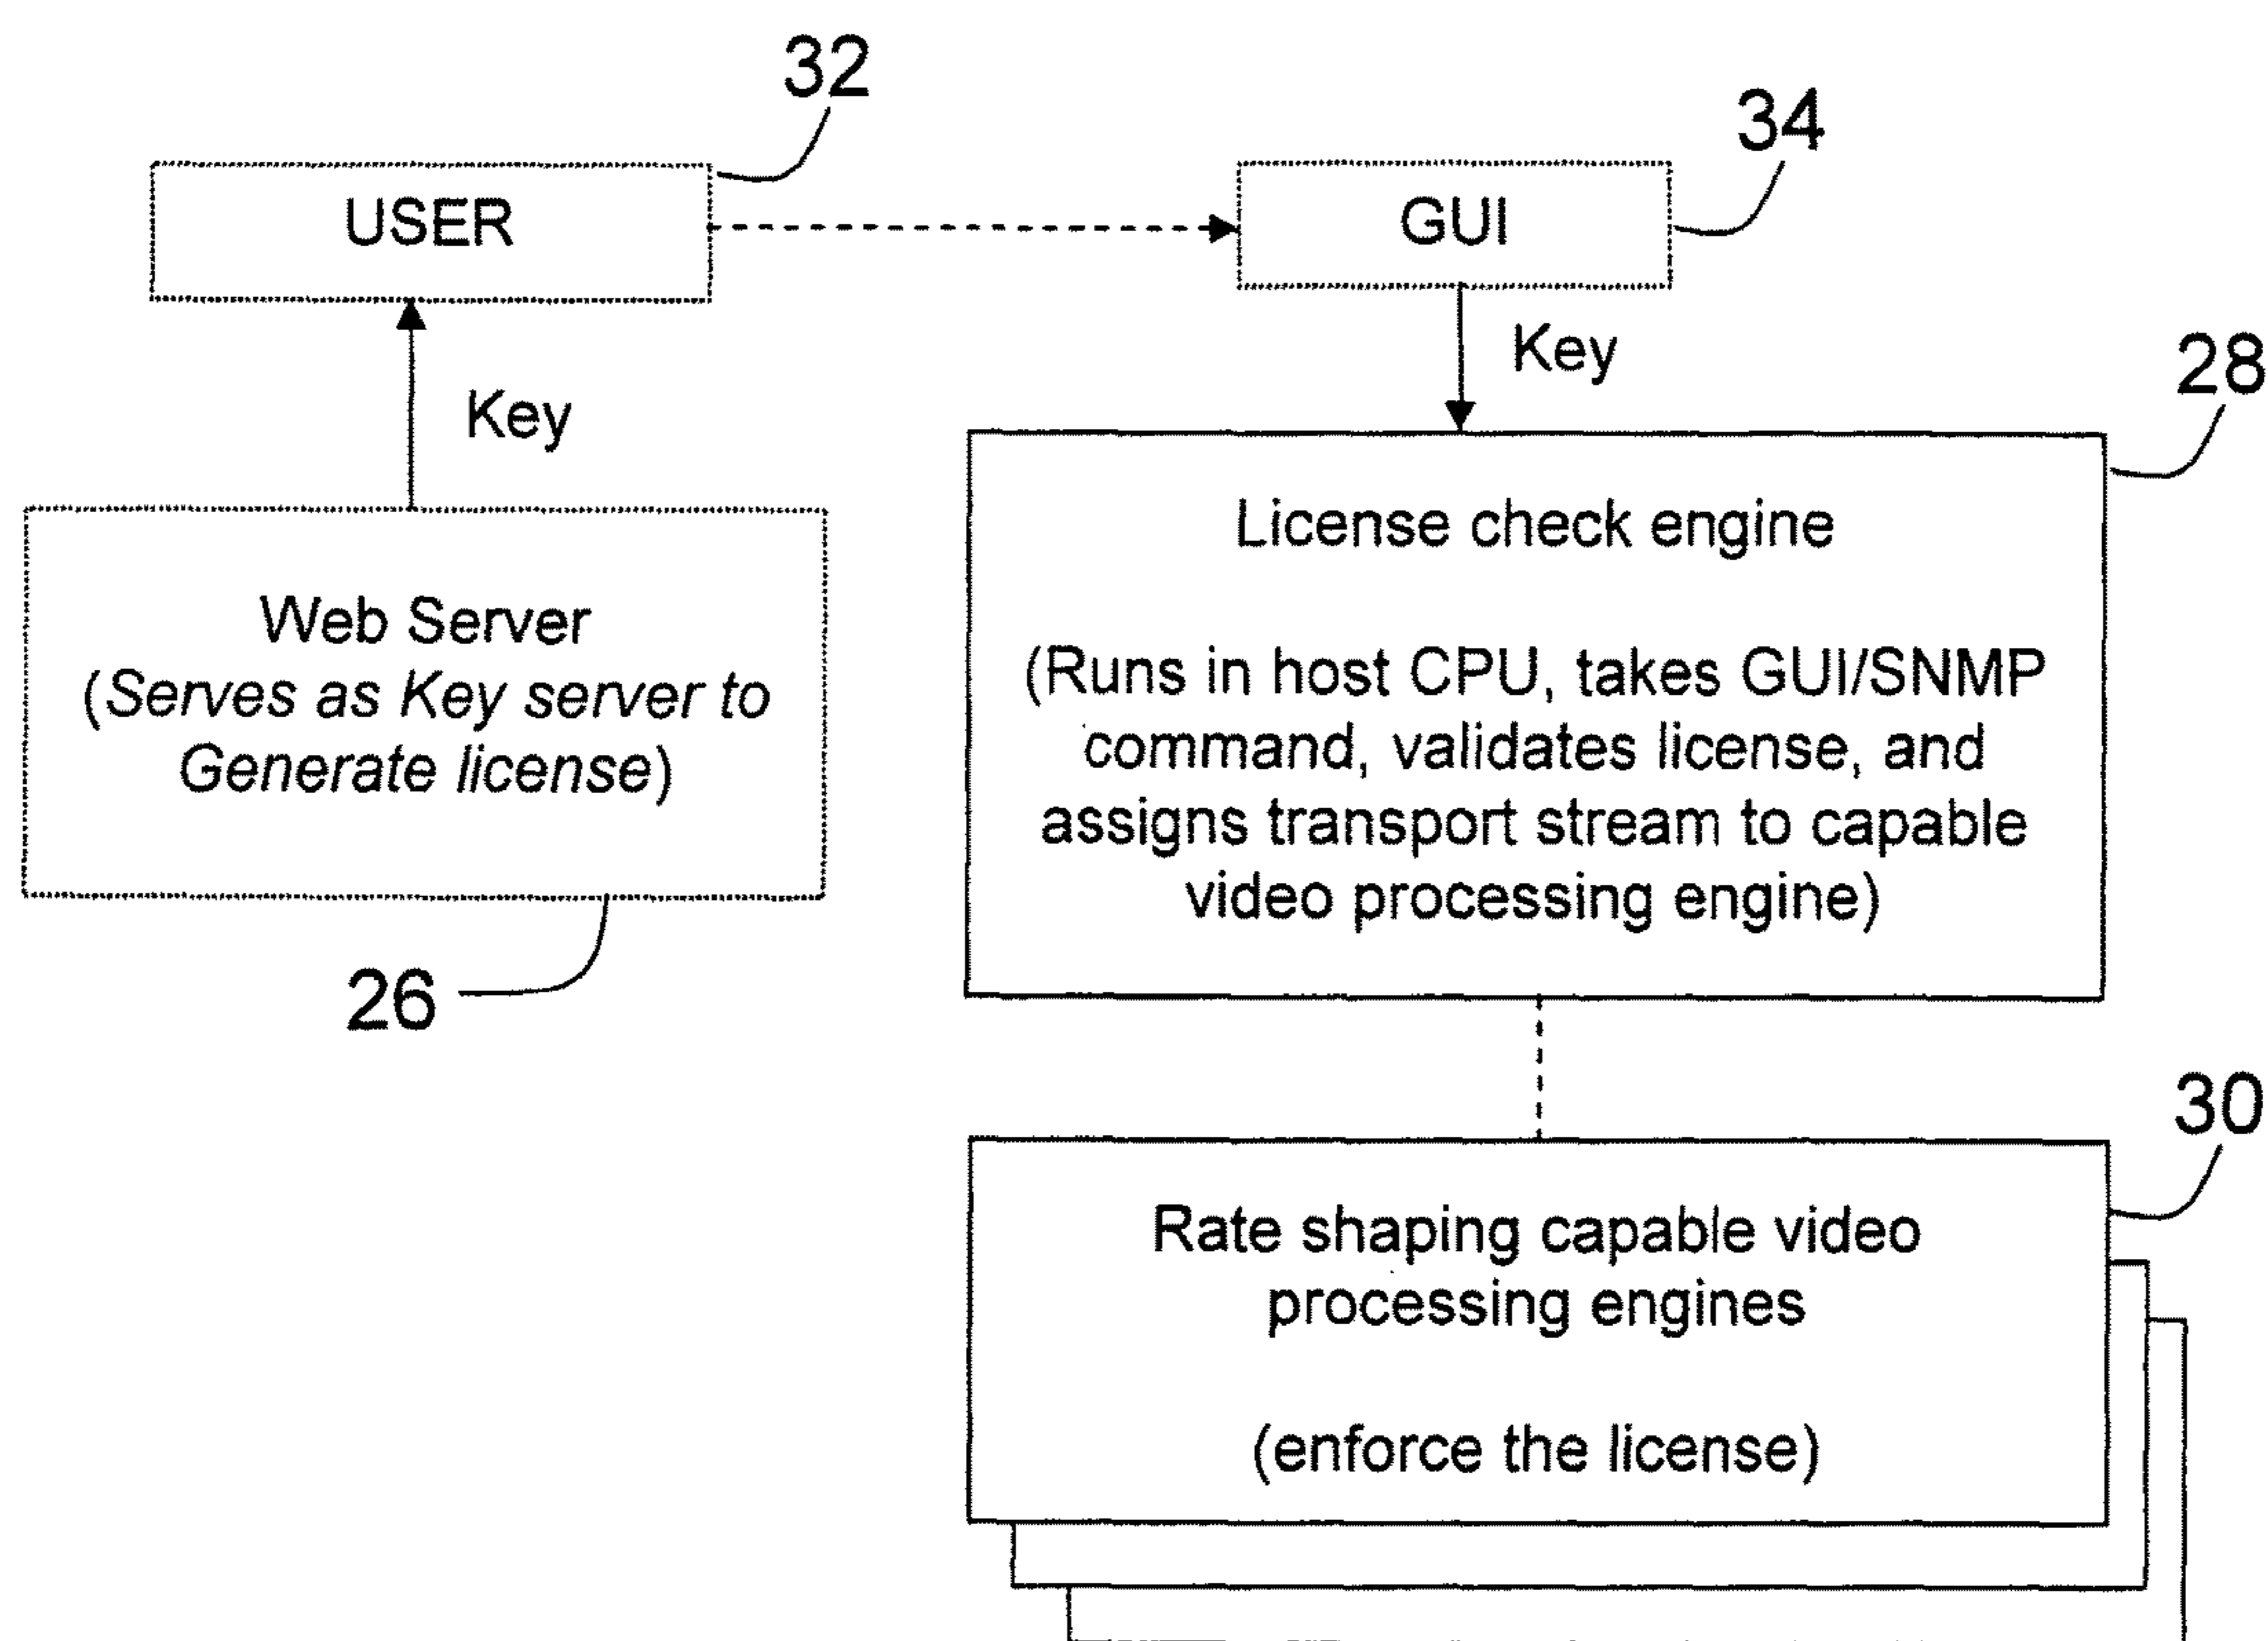 32
34
USER
GUI
Key
28
Key
License check engine
Web Server
(Serves as Key server to
Generate license)
(Runs in host CPU, takes GUI/SNMP
command, validates license, and
assigns transport stream to capable
video processing engine)
26
30
Rate shaping capable video
processing engines
(enforce the license)